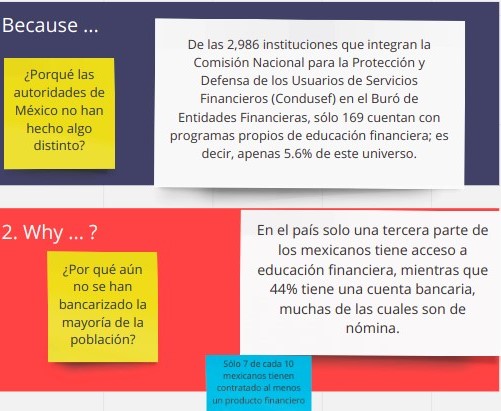 Because ...
¿Porqué las
autoridades de
México no han
hecho algo
distinto?
De las 2,986 instituciones que integran la
Comisión Nacional para la Protección y
Defensa de los Usuarios de Servicios
Financieros (Condusef) en el Buró de
Entidades Financieras, sólo 169 cuentan con
programas propios de educación financiera; es
decir, apenas 5.6% de este universo.
2. Why ... ?
¿Por qué aún
no se han
bancarizado la
mayoría de la
población?
En el país solo una tercera parte de
los mexicanos tiene acceso a
educación financiera, mientras que
44% tiene una cuenta bancaria,
muchas de las cuales son de
nómina.
Sólo 7 de cada 10
mexicanos tienen
contratado al menos
un producto financiero